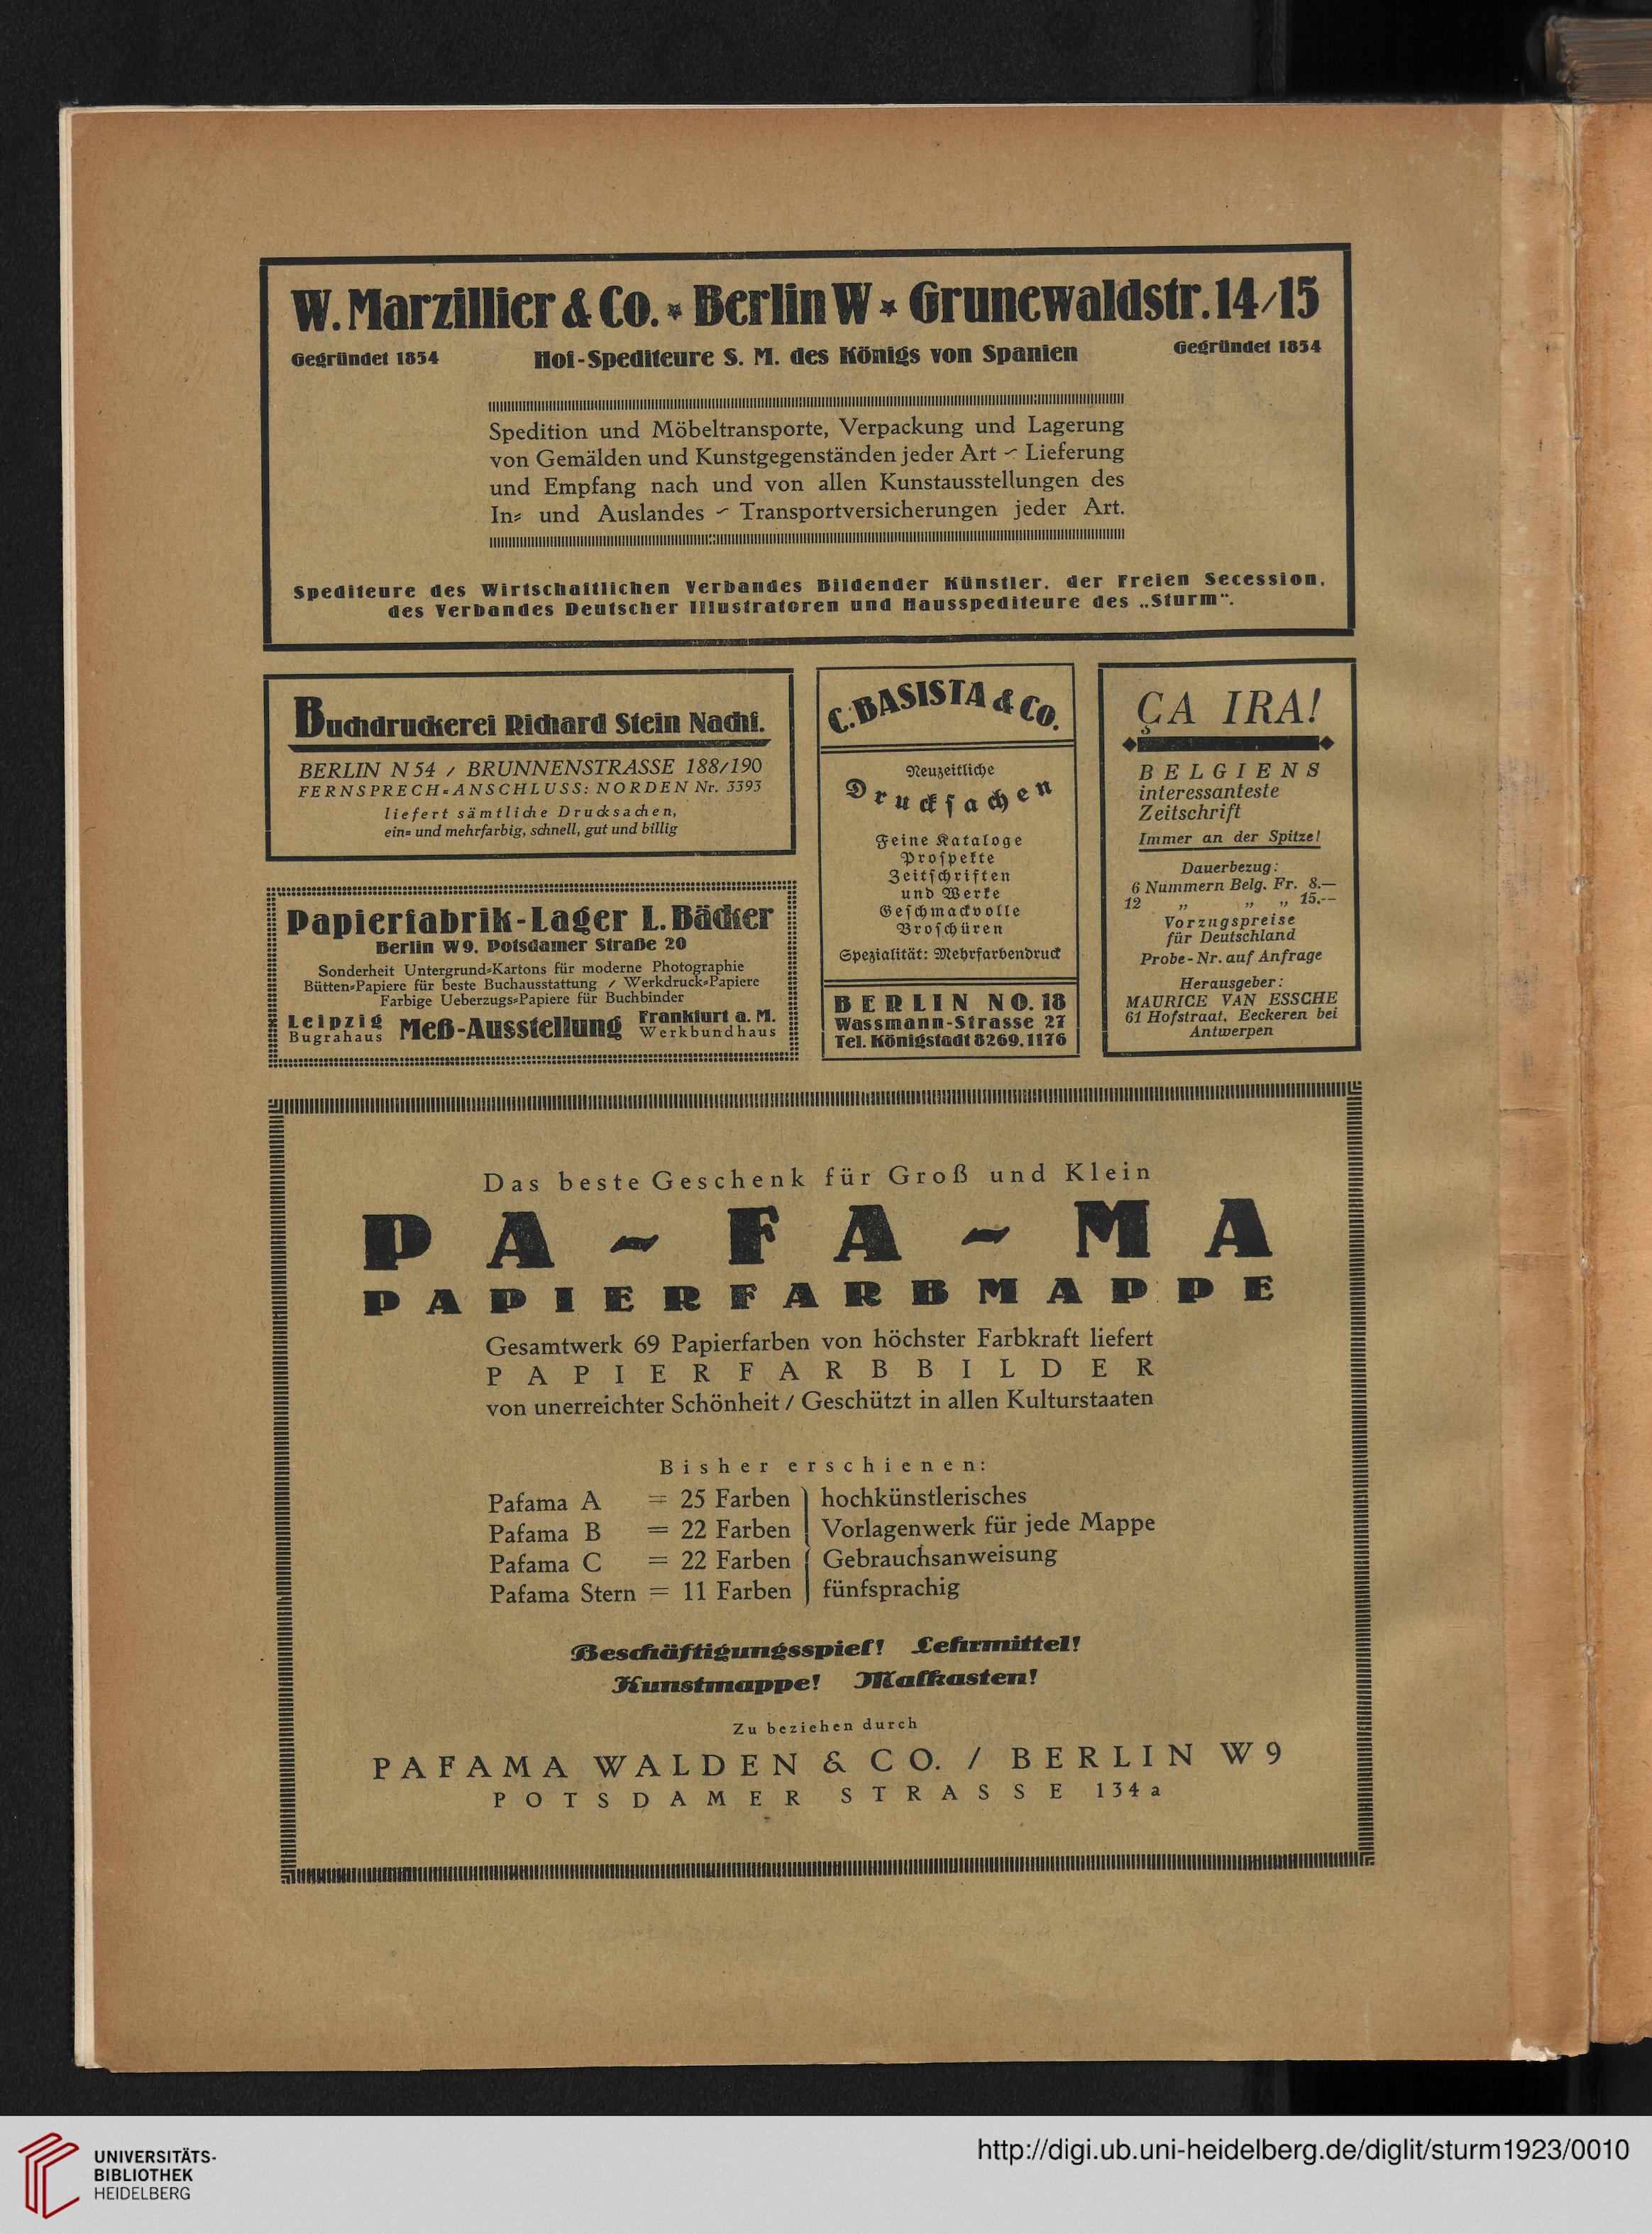 W. Marzillier & Co. * Berlin W * Grunewaldstr. 14/15
Gegründet 1854 Hof-Spediteure S. M. des Königs von Spanien Gegründet 1854
Spedition und Möbeltransporte, Verpackung und Lagerung
von Gemälden und Kunstgegenständen jeder Art ~ Lieferung
und Empfang nach und von allen Kunstausstellungen des
In- und Auslandes ~ Transportversicherungen jeder Art.
Spediteure des Wirtschaftlichen Verbandes Bildender Künstler. der Freien Secession,
des Verbandes Deutscher Illustratoren und Hausspediteure des „Sturm“.
Buchdruckerei Richard Stein Nachf.
BERLIN N 54 / BRUNNENSTRASSE 188/190
FERNSPRECH-ANSCHLUSS: NORDEN Nr. 3393
liefert sämtliche Drucksachen,
ein- und mehrfarbig, schnell, gut und billig
Papierfabrik-Lager L. Bäcker
Berlin W9, Potsdamer Straße 20
Sonderheit Untergrund-Kartons für moderne Photographie
Bütten-Papiere für beste Buchausstattung / Werkdruck-Papiere
Farbige Ueberzugs-Papiere für Buchbinder
Leipzig Meß-Ausstellung Frankfurt a. M.
Bugrahaus Werkbundhaus
C. BASISTA & CO.
Neuzeitliche
Drucksachen
Feine Kataloge
Prospekte
Zeitschriften
und Werke
Geschmackvolle
Broschüren
Spezialität: Mehrfarbendruck
BERLIN NO. 18
Wassmann-Strasse 27
Tel. Königstadt 8269, 1176
ÇA IRA!
BELGIENS
interessanteste
Zeitschrift
Immer an der Spitze!
Dauerbezug:
6 Nummern Belg. Fr. 8.—
12 „ „ „ 15.—
Vorzugspreise
für Deutschland
Probe-Nr. auf Anfrage
Herausgeber:
MAURICE VAN ESSCHE
61 Hofstraat, Eeckeren bei
Antwerpen
Das beste Geschenk für Groß und Klein
PA~FA~MA
PAPIERFARBMAPPE
Gesamtwerk 69 Papierfarben von höchster Farbkraft liefert
PAPIERFARBBILDER
von unerreichter Schönheit / Geschützt in allen Kulturstaaten
Bisher erschienen:
Pafama A = 25 Farben } hochkünstlerisches
Pafama B = 22 Farben } Vorlagenwerk für jede Mappe
Pafama C = 22 Farben } Gebrauchsanweisung
Pafama Stern = 11 Farben } fünfsprachig
Beschäftigungsspiel! Lehrmittel!
Kunstmappe! Malkasten!
Zu beziehen durch
PAFAMA WALDEN & CO. / BERLIN W 9
POTSDAMER STRASSE 134 a
UNIVERSITÄTS-
BIBLIOTHEK
HEIDELBERG
http://digi.ub.uni-heidelberg.de/diglit/sturm1923/0010